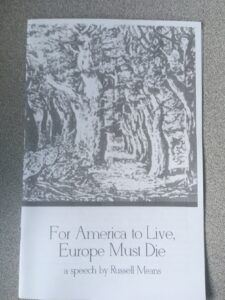 For America to Live,
Europe Must Die
a speech by Russell Means